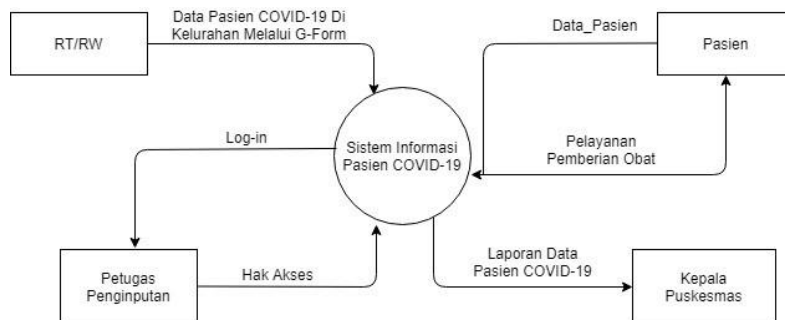 RT/RW
Data Pasien COVID-19 Di
Kelurahan Melalui G-Form
Data_Pasien
Pasien
Log-in
Sistem Informasi
Pasien COVID-19
Pelayanan
Pemberian Obat
Petugas
Penginputan
Hak Akses
Laporan Data
Pasien COVID-19
Kepala
Puskesmas